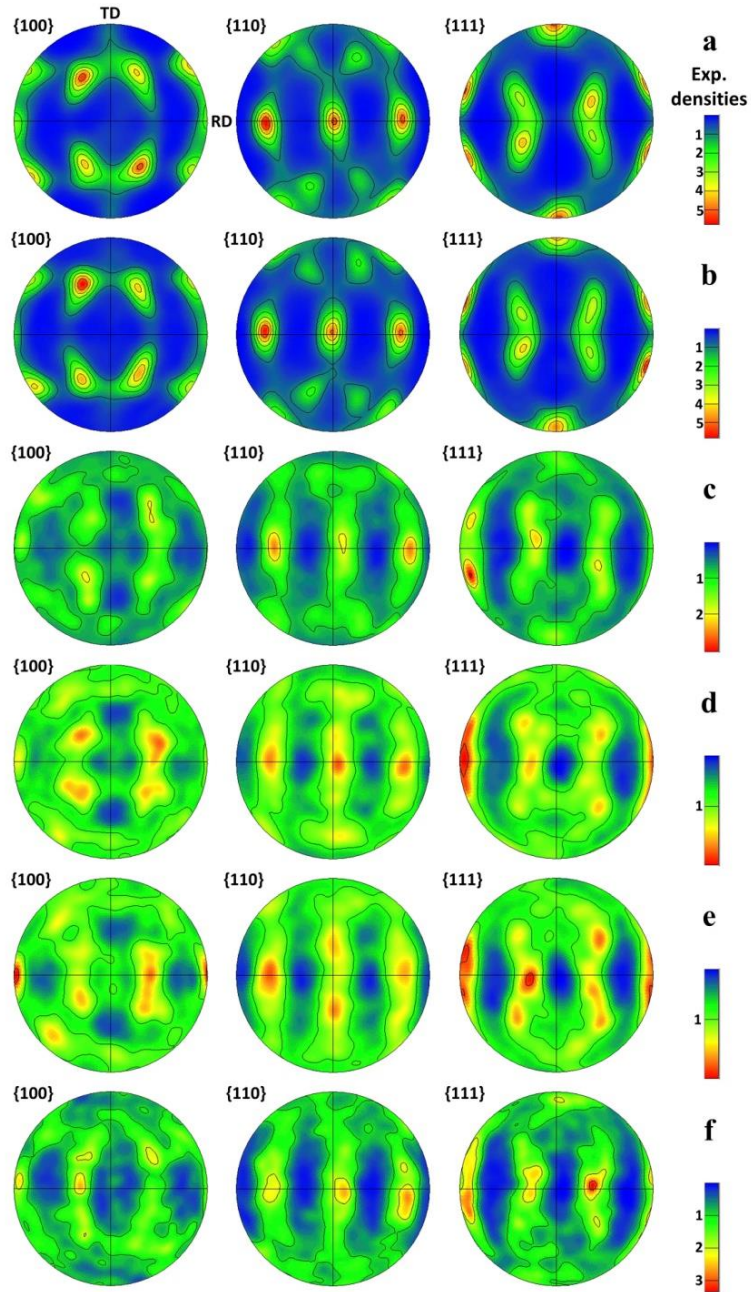 TD
{100} {110} {111} a
Exp.
densities
RD
1
2
3
4
5
{100} {110} {111} b
1
2
3
4
5
{100} {110} {111} c
1
2
{100} {110} {111} d
1
{100} {110} {111} e
1
{100} {110} {111} f
1
2
3